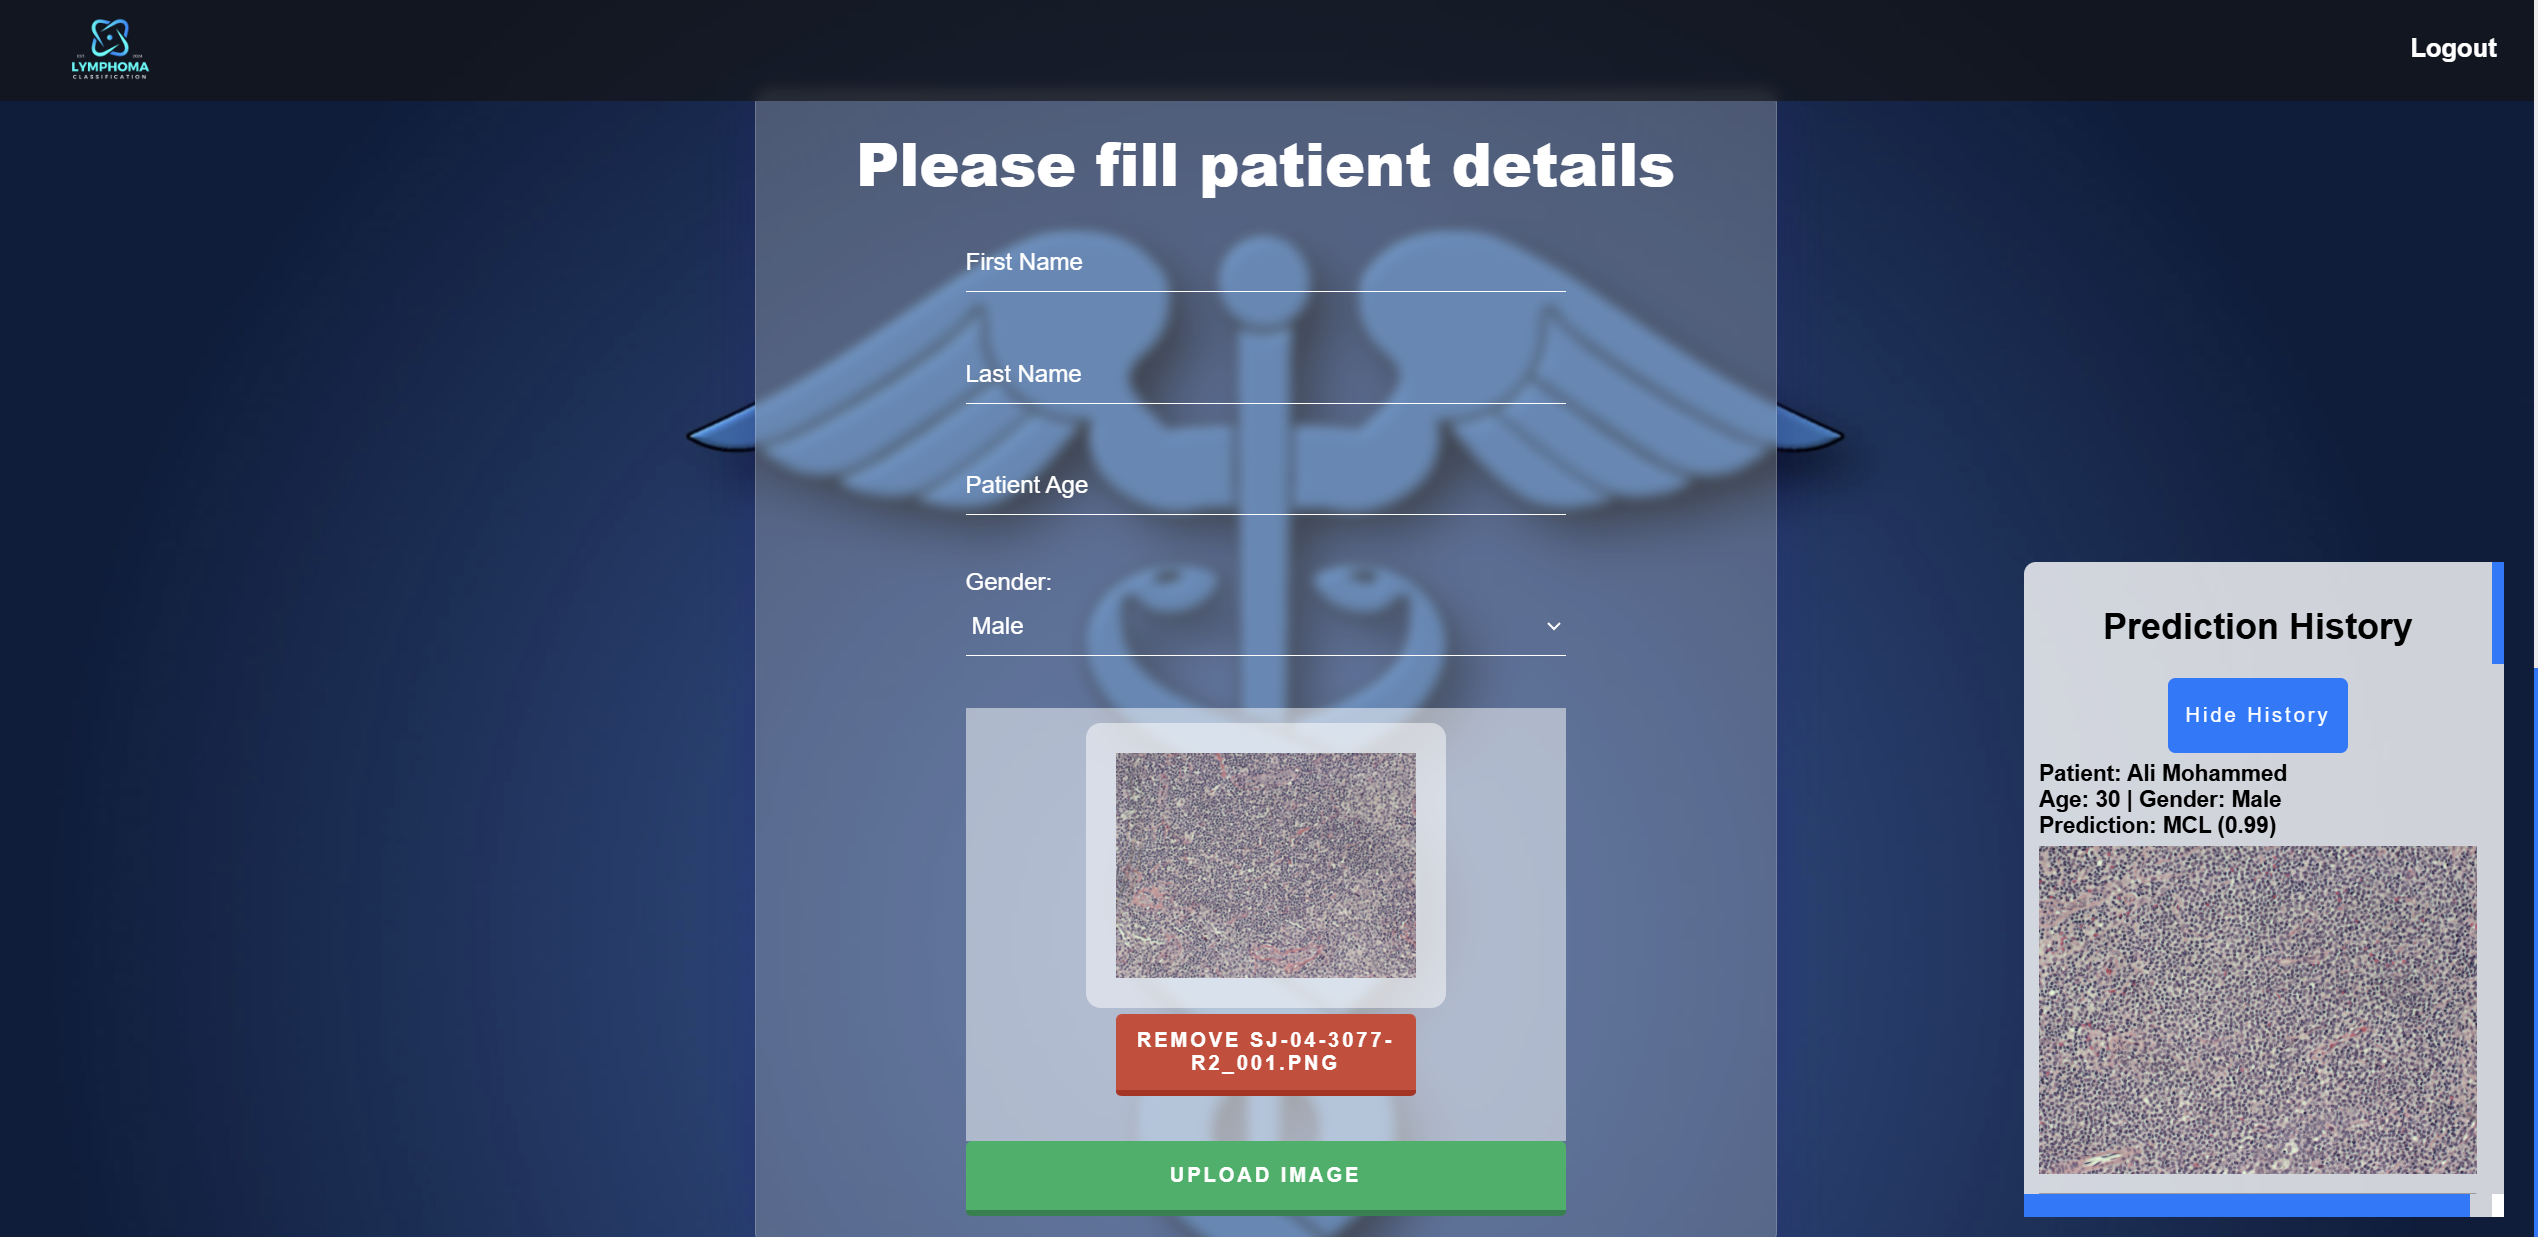 LYMPHOMA
CLASSIFICATION
Logout
Please fill patient details
First Name
Last Name
Patient Age
Gender:
Male
REMOVE SJ-04-3077-
R2_001.PNG
UPLOAD IMAGE
Prediction History
Hide History
Patient: Ali Mohammed
Age: 30 | Gender: Male
Prediction: MCL (0.99)